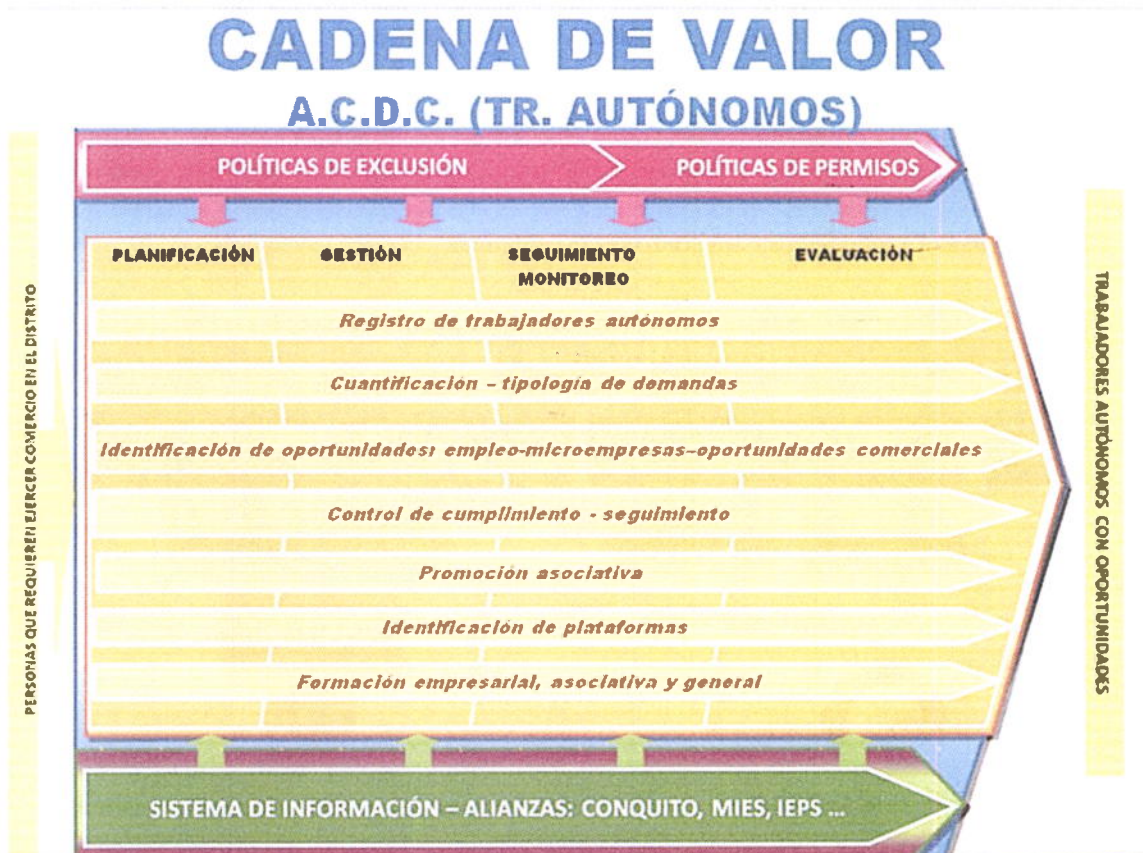 CADENA DE VALOR
A.C.D.C. (TR. AUTÓNOMOS)
POLÍTICAS DE EXCLUSIÓN
POLÍTICAS DE PERMISOS
PERSONAS QUE REQUIEREN EJERCER COMERCIO EN EL DISTRITO
PLANIFICACIÓN
GESTIÓN
SEGUIMIENTO
MONITOREO
EVALUACIÓN
Registro de trabajadores autónomos
Cuantificación – tipología de demandas
Identificación de oportunidades: empleo-microempresas–oportunidades comerciales
Control de cumplimiento - seguimiento
Promoción asociativa
Identificación de plataformas
Formación empresarial, asociativa y general
TRABAJADORES AUTÓNOMOS CON OPORTUNIDADES
SISTEMA DE INFORMACIÓN – ALIANZAS: CONQUITO, MIES, IEPS ...